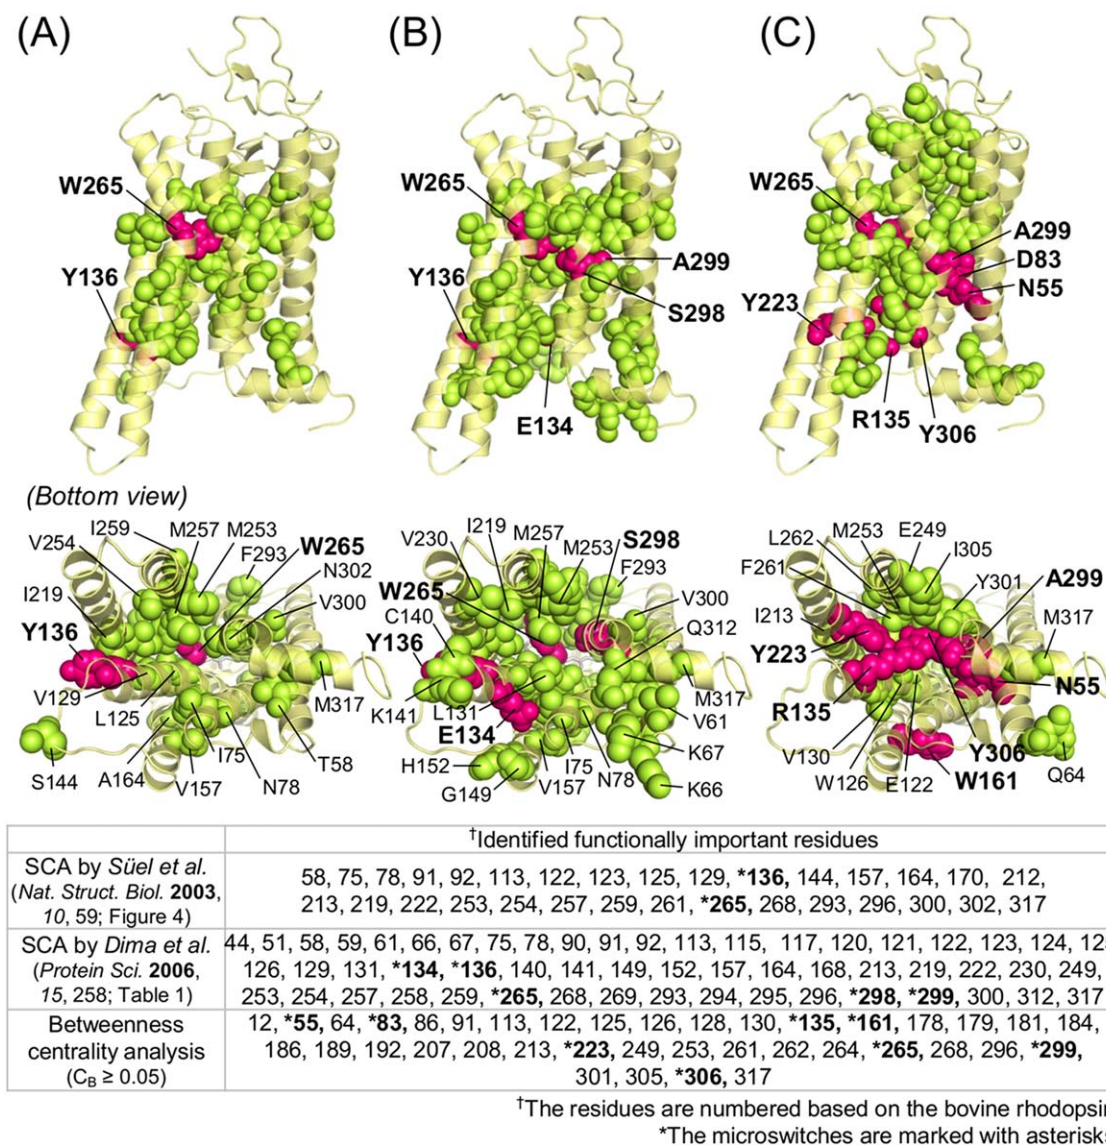 (A)
(B)
(C)
W265
Y136
W265
Y136
A299
S298
E134
W265
Y223
A299
D83
N55
R135
Y306
(Bottom view)
I259
M257
M253
V254
F293
W265
N302
I219
V300
Y136
V129
L125
M317
S144
A164
V157
I75
N78
T58
I219
M257
S298
V230
M253
F293
W265
C140
V300
Y136
Q312
K141
L131
M317
E134
V61
H152
K67
G149
V157
I75
N78
K66
M253
E249
L262
I305
F261
Y301
A299
I213
M317
Y223
N55
R135
V130
Y306
W126
E122
W161
Q64
†Identified functionally important residues
SCA by Süel et al.
(Nat. Struct. Biol. 2003,
10, 59; Figure 4)
58, 75, 78, 91, 92, 113, 122, 123, 125, 129, *136, 144, 157, 164, 170, 212,
213, 219, 222, 253, 254, 257, 259, 261, *265, 268, 293, 296, 300, 302, 317
SCA by Dima et al.
(Protein Sci. 2006,
15, 258; Table 1)
44, 51, 58, 59, 61, 66, 67, 75, 78, 90, 91, 92, 113, 115, 117, 120, 121, 122, 123, 124,
126, 129, 131, *134, *136, 140, 141, 149, 152, 157, 164, 168, 213, 219, 222, 230, 249,
253, 254, 257, 258, 259, *265, 268, 269, 293, 294, 295, 296, *298, *299, 300, 312, 317
Betweenness
centrality analysis
(CB ≥ 0.05)
12, *55, 64, *83, 86, 91, 113, 122, 125, 126, 128, 130, *135, *161, 178, 179, 181, 184,
186, 189, 192, 207, 208, 213, *223, 249, 253, 261, 262, 264, *265, 268, 296, *299,
301, 305, *306, 317
†The residues are numbered based on the bovine rhodopsin
*The microswitches are marked with asterisks